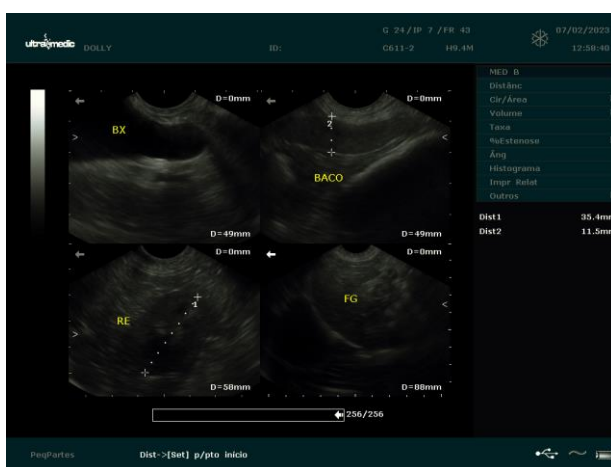 G 24/IP 7 /FR 43
07/02/2023
ultramedic DOLLY
ID:
C611-2 H9.4M
12:58:40
MED B
Distânc
Cir/Área
Volume
Taxa
%Estenose
Âng
Histograma
Impr Relat
Outros
Dist1 35.4mm
Dist2 11.5mm
D=0mm
BX
D=49mm
D=0mm
2
BACO
D=49mm
D=0mm
1
RE
D=58mm
D=0mm
FG
D=88mm
256/256
PeqPartes
Dist->[Set] p/pto início